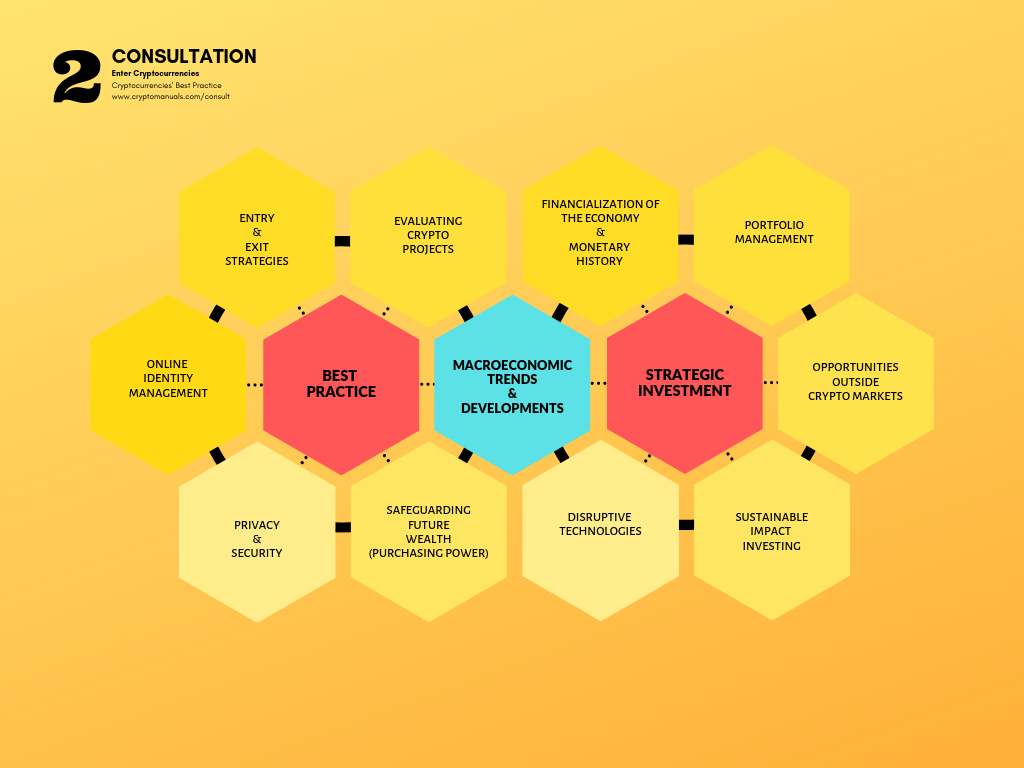 2
CONSULTATION
Enter Cryptocurrencies
Cryptocurrencies' Best Practice
www.cryptomanuals.com/consult
ENTRY
&
EXIT
STRATEGIES
EVALUATING
CRYPTO
PROJECTS
FINANCIALIZATION OF
THE ECONOMY
&
MONETARY
HISTORY
PORTFOLIO
MANAGEMENT
ONLINE
IDENTITY
MANAGEMENT
BEST
PRACTICE
MACROECONOMIC
TRENDS
&
DEVELOPMENTS
STRATEGIC
INVESTMENT
OPPORTUNITIES
OUTSIDE
CRYPTO MARKETS
PRIVACY
&
SECURITY
SAFEGUARDING
FUTURE
WEALTH
(PURCHASING POWER)
DISRUPTIVE
TECHNOLOGIES
SUSTAINABLE
IMPACT
INVESTING